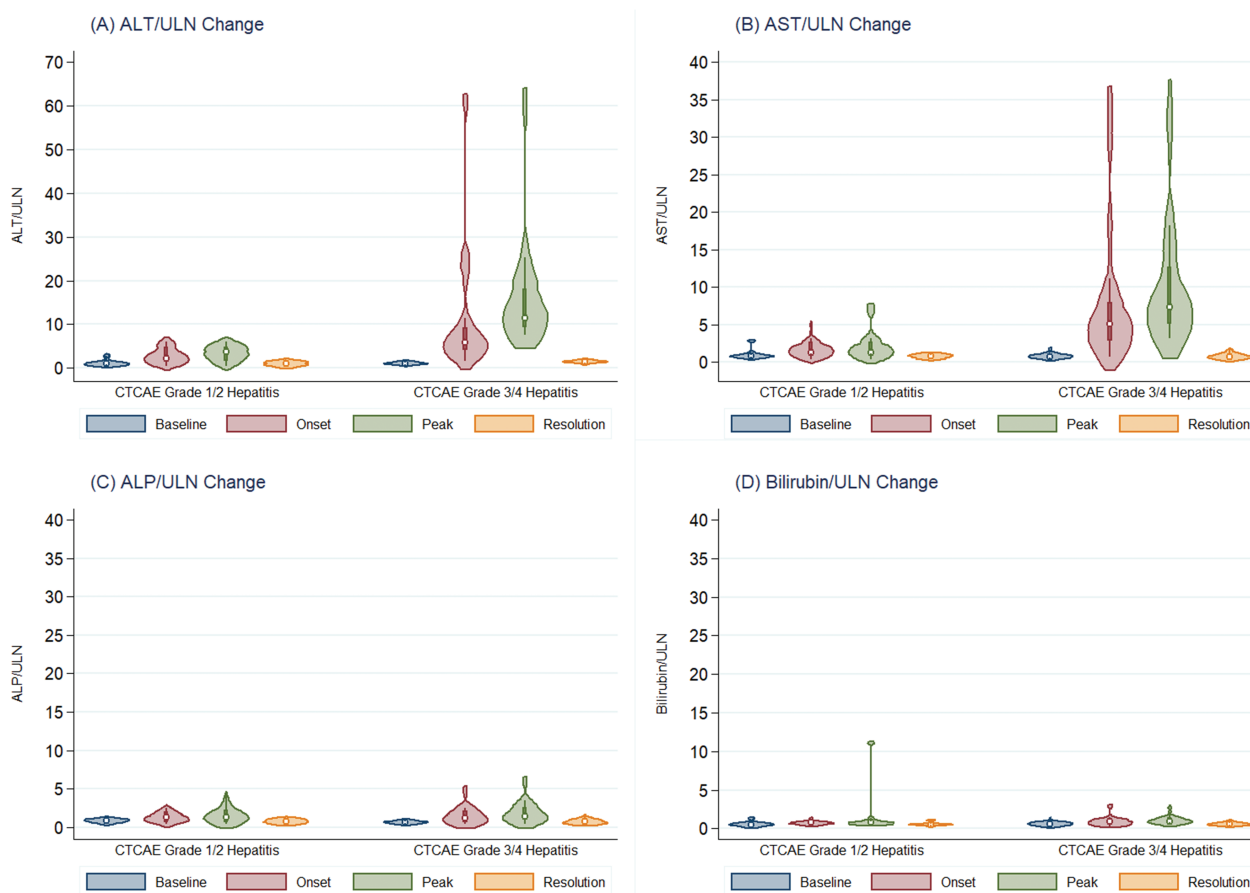 (A) ALT/ULN Change
70
60
50
40
30
20
10
0
ALT/ULN
CTCAE Grade 1/2 Hepatitis CTCAE Grade 3/4 Hepatitis
Baseline Onset Peak Resolution
(B) AST/ULN Change
40
35
30
25
20
15
10
5
0
AST/ULN
CTCAE Grade 1/2 Hepatitis CTCAE Grade 3/4 Hepatitis
Baseline Onset Peak Resolution
(C) ALP/ULN Change
40
35
30
25
20
15
10
5
0
ALP/ULN
CTCAE Grade 1/2 Hepatitis CTCAE Grade 3/4 Hepatitis
Baseline Onset Peak Resolution
(D) Bilirubin/ULN Change
40
35
30
25
20
15
10
5
0
Bilirubin/ULN
CTCAE Grade 1/2 Hepatitis CTCAE Grade 3/4 Hepatitis
Baseline Onset Peak Resolution